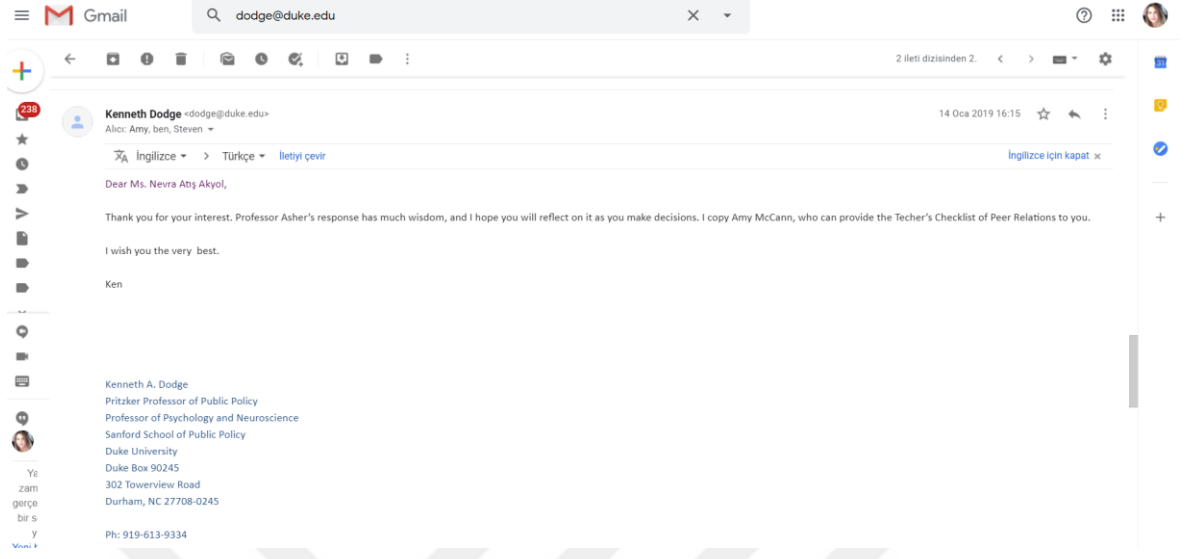 Gmail
dodge@duke.edu
2 ileti dizisinden 2.
31
238
Kenneth Dodge <dodge@duke.edu>
14 Oca 2019 16:15
Alıcı: Amy, ben, Steven
İngilizce > Türkçe İletiyi çevir
İngilizce için kapat x
Dear Ms. Nevra Atış Akyol,
Thank you for your interest. Professor Asher's response has much wisdom, and I hope you will reflect on it as you make decisions. I copy Amy McCann, who can provide the Techer's Checklist of Peer Relations to you.
I wish you the very best.
Ken
Kenneth A. Dodge
Pritzker Professor of Public Policy
Professor of Psychology and Neuroscience
Sanford School of Public Policy
Duke University
Duke Box 90245
302 Towerview Road
Durham, NC 27708-0245
Ph: 919-613-9334
Ya
zam
gerçe
bir s
y